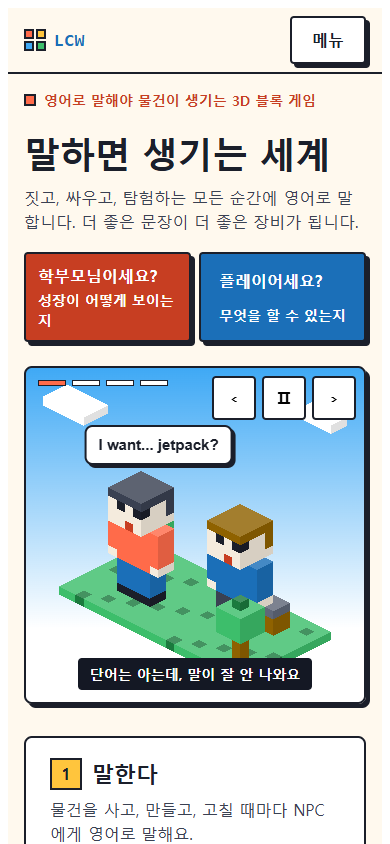 LCW
메뉴
영어로 말해야 물건이 생기는 3D 블록 게임
말하면 생기는 세계
짓고, 싸우고, 탐험하는 모든 순간에 영어로 말
합니다. 더 좋은 문장이 더 좋은 장비가 됩니다.
학부모님이세요?
성장이 어떻게 보이는
지
플레이어세요?
무엇을 할 수 있는지
I want... jetpack?
단어는 아는데, 말이 잘 안 나와요
1 말한다
물건을 사고, 만들고, 고칠 때마다 NPC
에게 영어로 말해요.